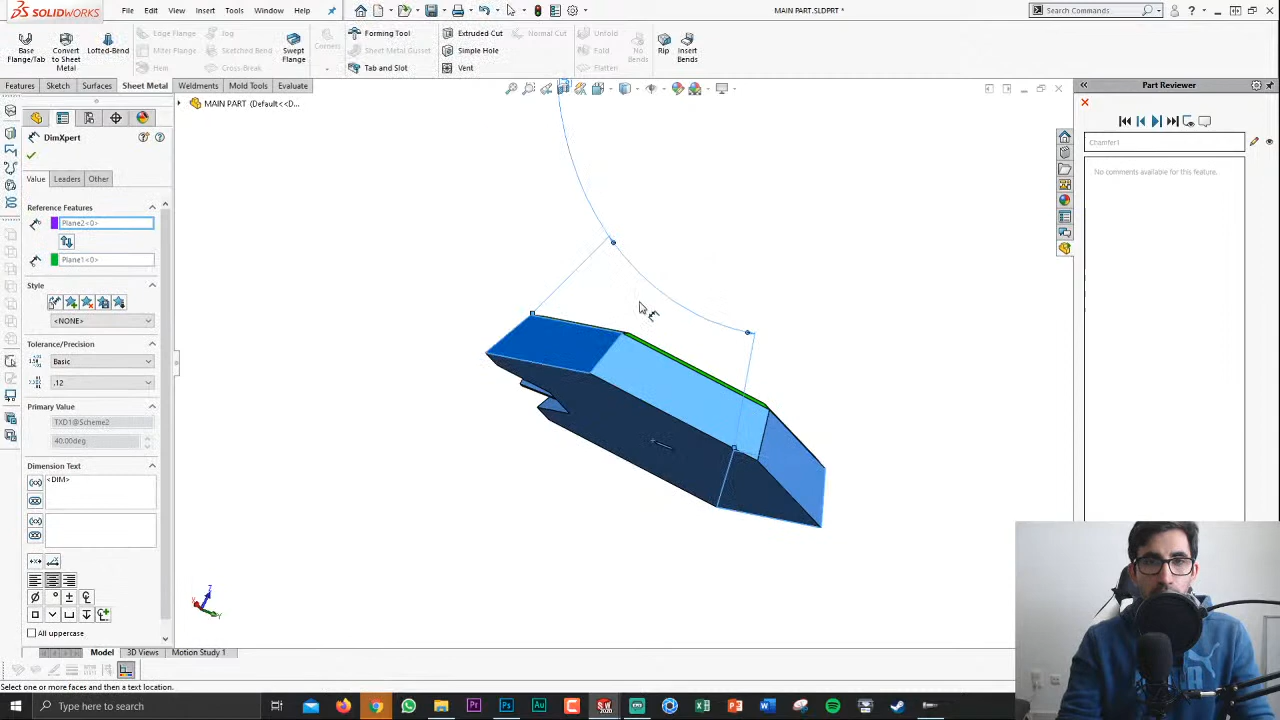 SOLIDWORKS File Edit View Insert Tools Window Help MAIN PART.SLDPRT * Search Commands
Base Flange/Tab Convert to Sheet Metal Lofted-Bend Edge Flange Miter Flange Hem Jog Sketched Bend Cross-Break Swept Flange Corners Forming Tool Sheet Metal Gusset Tab and Slot Extruded Cut Simple Hole Vent Normal Cut Unfold Fold Flatten No Bends Rip Insert Bends
Features Sketch Surfaces Sheet Metal Weldments Mold Tools Evaluate
Part Reviewer
MAIN PART (Default<<D...
DimXpert
Chamfer1
No comments available for this feature.
Value Leaders Other
Reference Features
Plane2<0>
Plane1<0>
Style
<NONE>
Tolerance/Precision
Basic
.12
Primary Value
TXD1@Scheme2
40.00deg
Dimension Text
<DIM>
All uppercase
Model 3D Views Motion Study 1
Select one or more faces and then a text location.
Type here to search